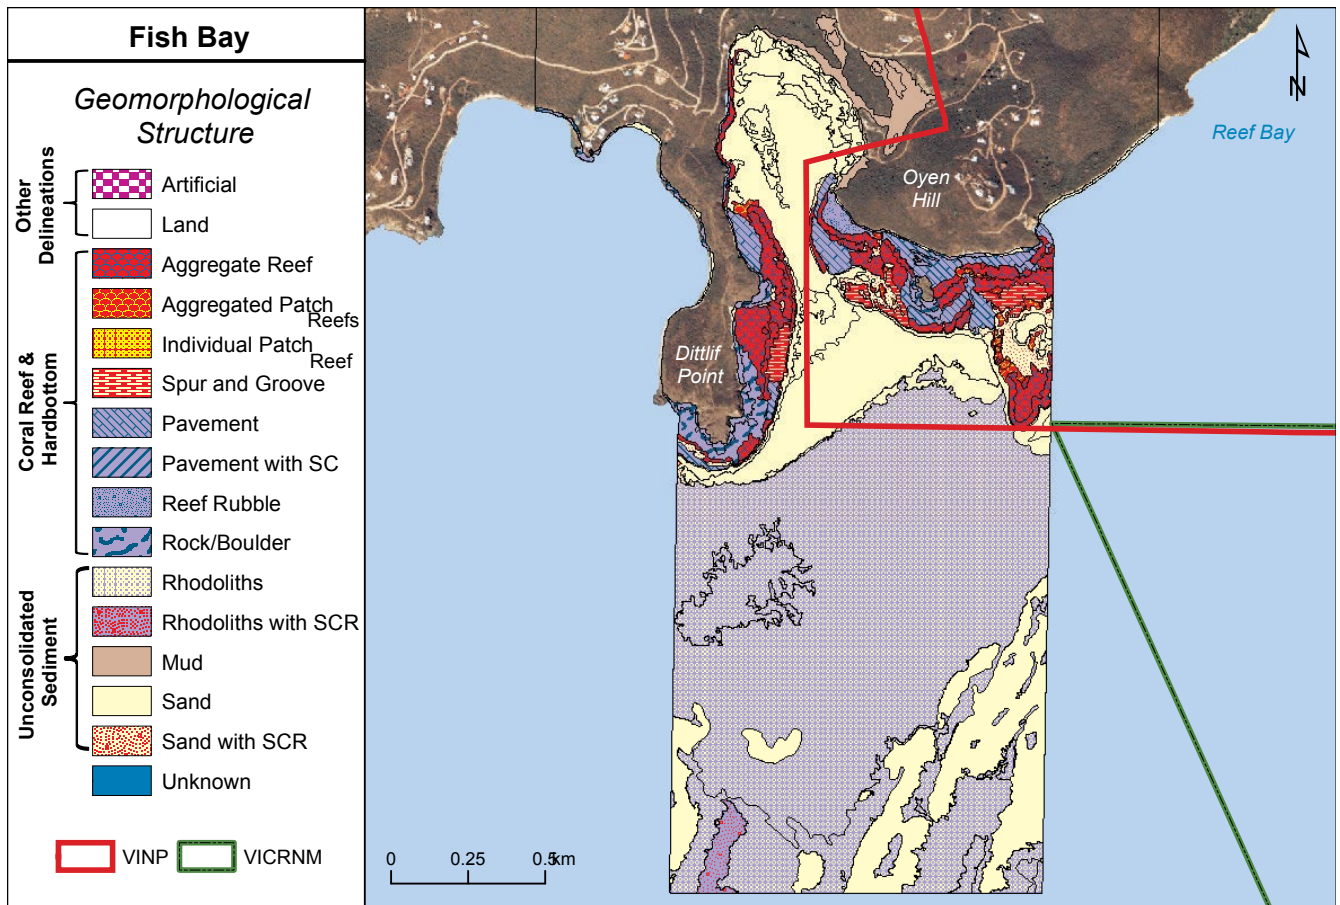 Fish Bay
Geomorphological
Structure
Other
Delineations
Artificial
Land
Coral Reef &
Hardbottom
Aggregate Reef
Aggregated Patch Reefs
Individual Patch Reef
Spur and Groove
Pavement
Pavement with SC
Reef Rubble
Rock/Boulder
Unconsolidated
Sediment
Rhodoliths
Rhodoliths with SCR
Mud
Sand
Sand with SCR
Unknown
VINP
VICRNM
N
Reef Bay
Oyen
Hill
Dittlif
Point
0 0.25 0.5 km